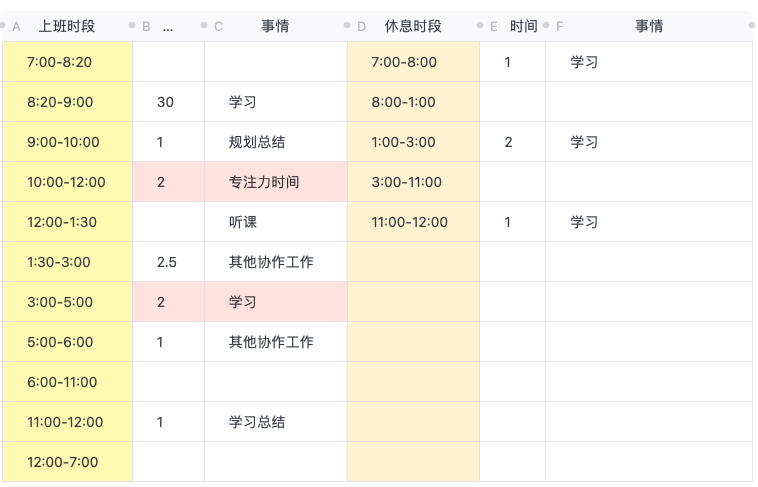 A 上班时段 B ... C 事情 D 休息时段 E 时间 F 事情
7:00-8:20 7:00-8:00 1 学习
8:20-9:00 30 学习 8:00-1:00
9:00-10:00 1 规划总结 1:00-3:00 2 学习
10:00-12:00 2 专注力时间 3:00-11:00
12:00-1:30 听课 11:00-12:00 1 学习
1:30-3:00 2.5 其他协作工作
3:00-5:00 2 学习
5:00-6:00 1 其他协作工作
6:00-11:00
11:00-12:00 1 学习总结
12:00-7:00